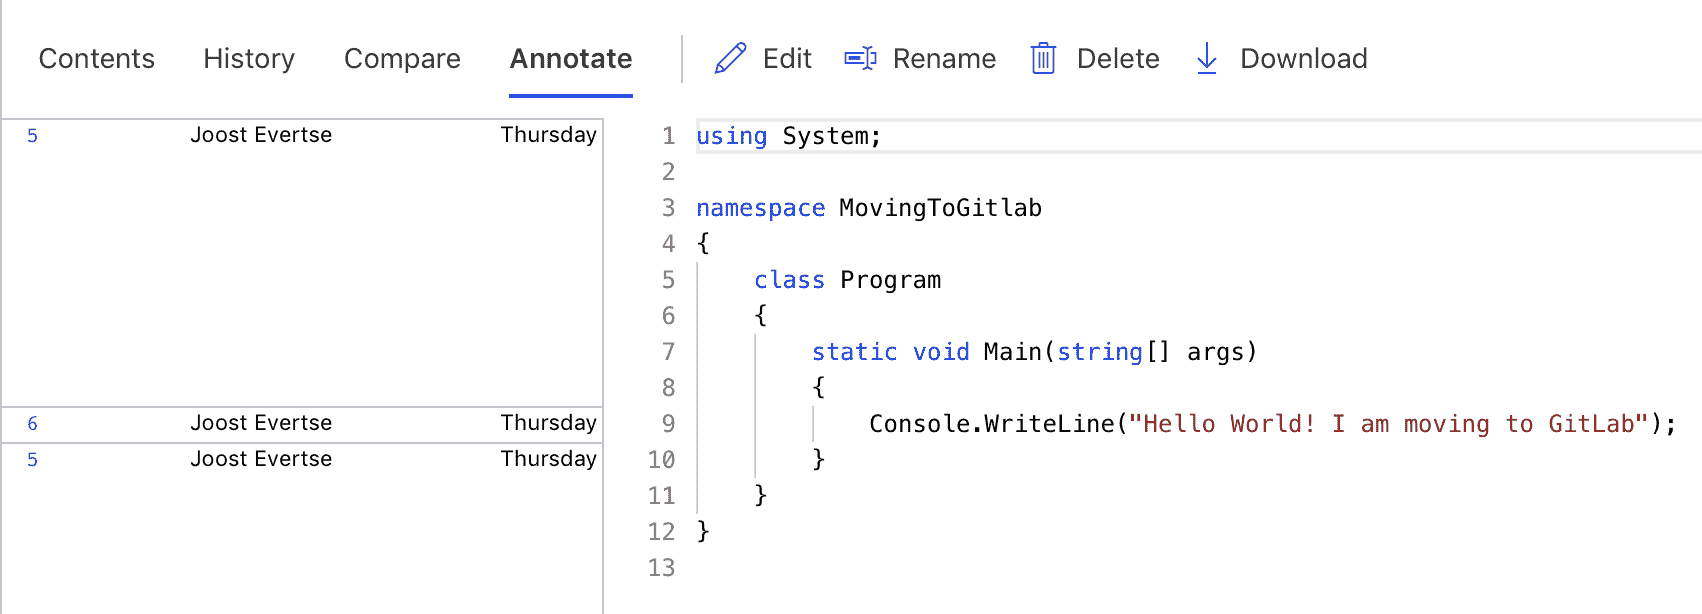 Contents History Compare Annotate Edit Rename Delete Download
5 Joost Evertse Thursday 1 using System;
2
3 namespace MovingToGitlab
4 {
5     class Program
6     {
7         static void Main(string[] args)
8         {
6 Joost Evertse Thursday 9             Console.WriteLine("Hello World! I am moving to GitLab");
5 Joost Evertse Thursday 10         }
11     }
12 }
13